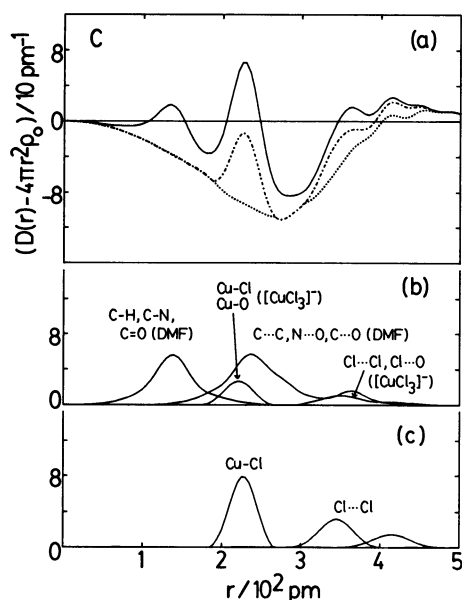 C
(a)
8
0
-8
(D(r)-4πr²ρ₀)/10 pm⁻¹
(b)
Cu-Cl
Cu-O ([CuCl₃]⁻)
C-H, C-N,
C=O (DMF)
C···C, N···O, C···O (DMF)
Cl···Cl, Cl···O
([CuCl₃]⁻)
8
0
(c)
Cu-Cl
Cl···Cl
8
0
1 2 3 4 5
r/10² pm